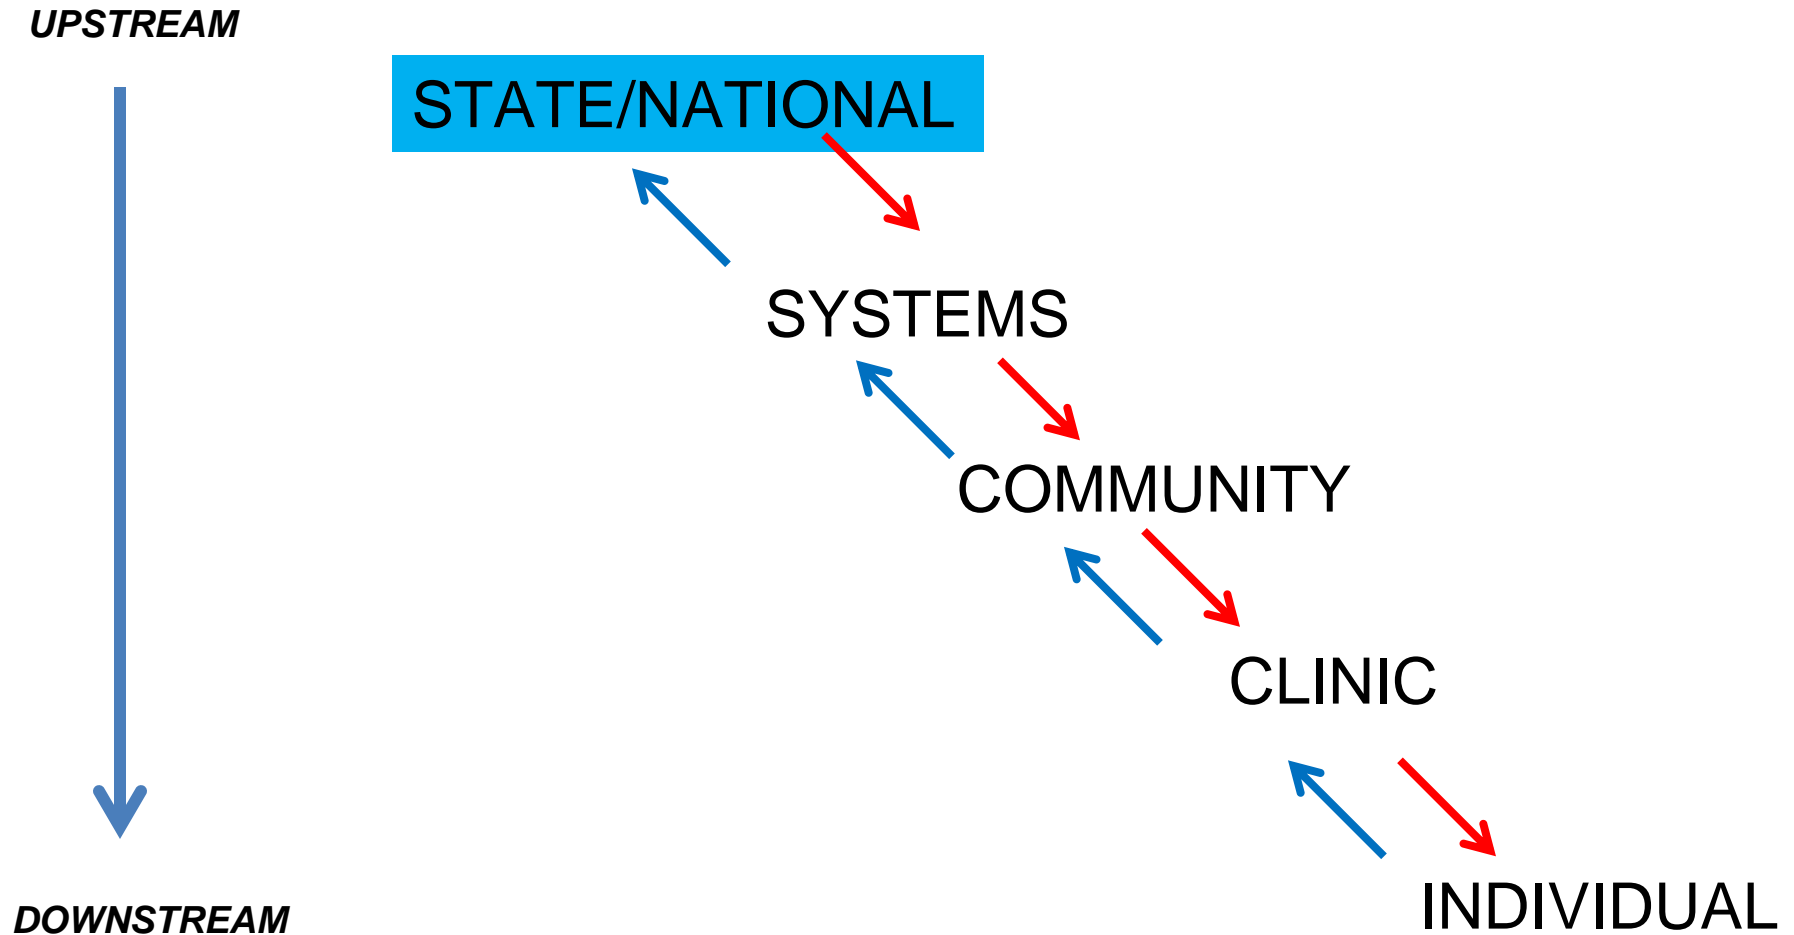 UPSTREAM
STATE/NATIONAL
SYSTEMS
COMMUNITY
CLINIC
INDIVIDUAL
DOWNSTREAM